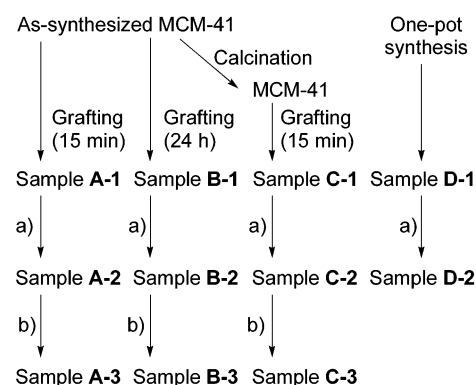 As-synthesized MCM-41
One-pot
synthesis
Calcination
MCM-41
Grafting
(15 min)
Grafting
(24 h)
Grafting
(15 min)
Sample A-1 Sample B-1 Sample C-1 Sample D-1
a) a) a) a)
Sample A-2 Sample B-2 Sample C-2 Sample D-2
b) b) b)
Sample A-3 Sample B-3 Sample C-3